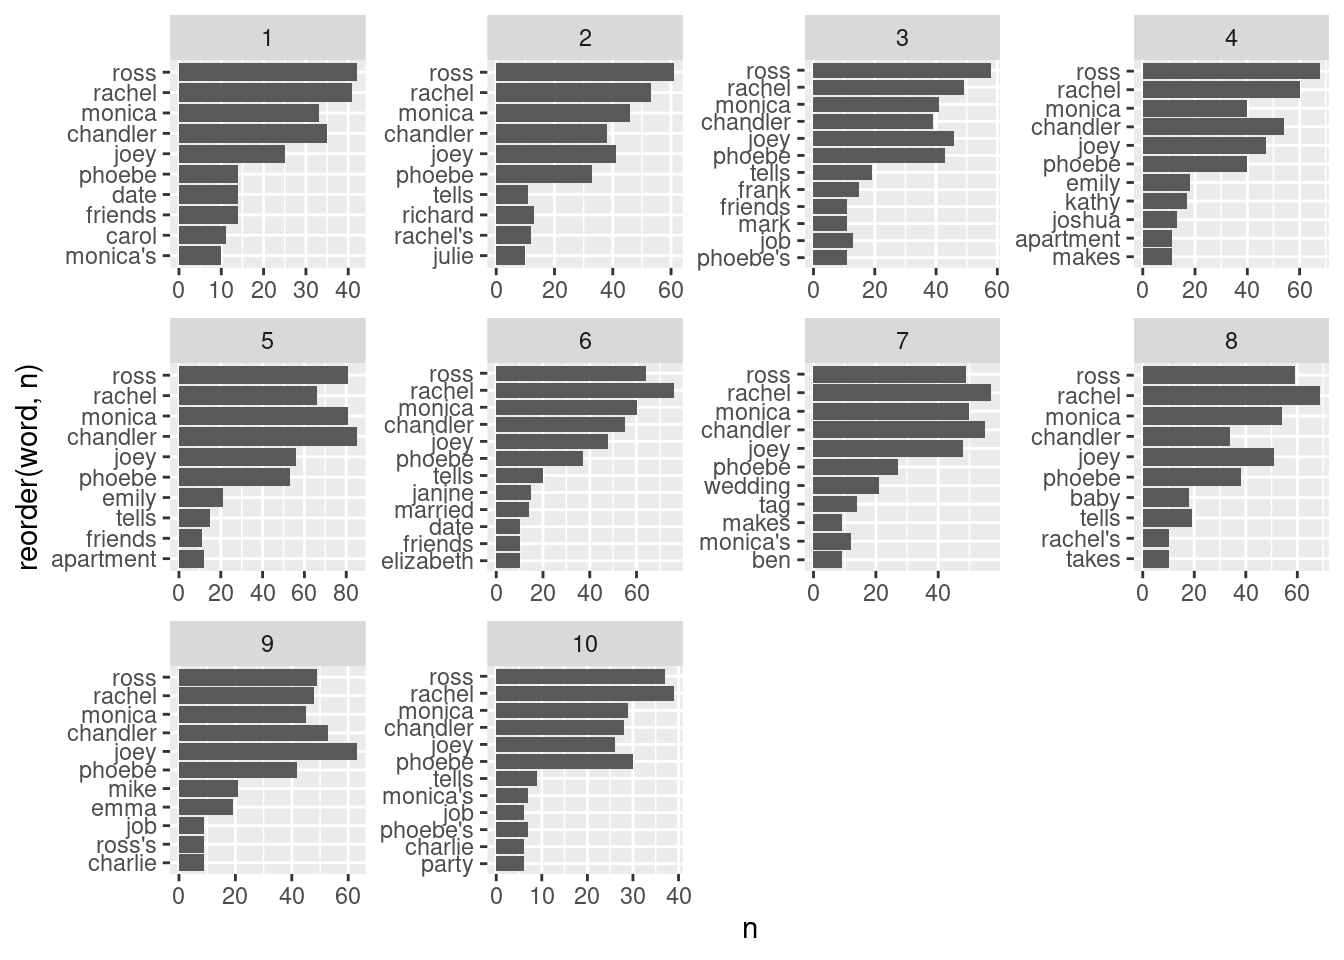 1
ross
rachel
monica
chandler
joey
phoebe
date
friends
carol
monica's
0 10 20 30 40
2
ross
rachel
monica
chandler
joey
phoebe
tells
richard
rachel's
julie
0 20 40 60
3
ross
rachel
monica
chandler
joey
phoebe
tells
frank
friends
mark
job
phoebe's
0 20 40 60
4
ross
rachel
monica
chandler
joey
phoebe
emily
kathy
joshua
apartment
makes
0 20 40 60
reorder(word, n)
5
ross
rachel
monica
chandler
joey
phoebe
emily
tells
friends
apartment
0 20 40 60 80
6
ross
rachel
monica
chandler
joey
phoebe
tells
janine
married
date
friends
elizabeth
0 20 40 60
7
ross
rachel
monica
chandler
joey
phoebe
wedding
tag
makes
monica's
ben
0 20 40
8
ross
rachel
monica
chandler
joey
phoebe
baby
tells
rachel's
takes
0 20 40 60
9
ross
rachel
monica
chandler
joey
phoebe
mike
emma
job
ross's
charlie
0 20 40 60
10
ross
rachel
monica
chandler
joey
phoebe
tells
monica's
job
phoebe's
charlie
party
0 10 20 30 40
n